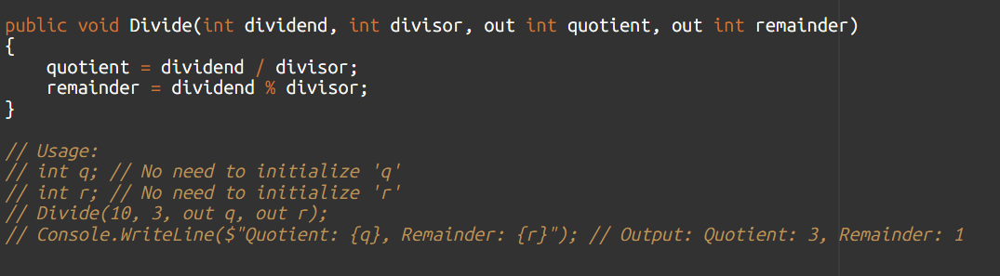 public void Divide(int dividend, int divisor, out int quotient, out int remainder)
{
    quotient = dividend / divisor;
    remainder = dividend % divisor;
}

// Usage:
// int q; // No need to initialize 'q'
// int r; // No need to initialize 'r'
// Divide(10, 3, out q, out r);
// Console.WriteLine($"Quotient: {q}, Remainder: {r}"); // Output: Quotient: 3, Remainder: 1